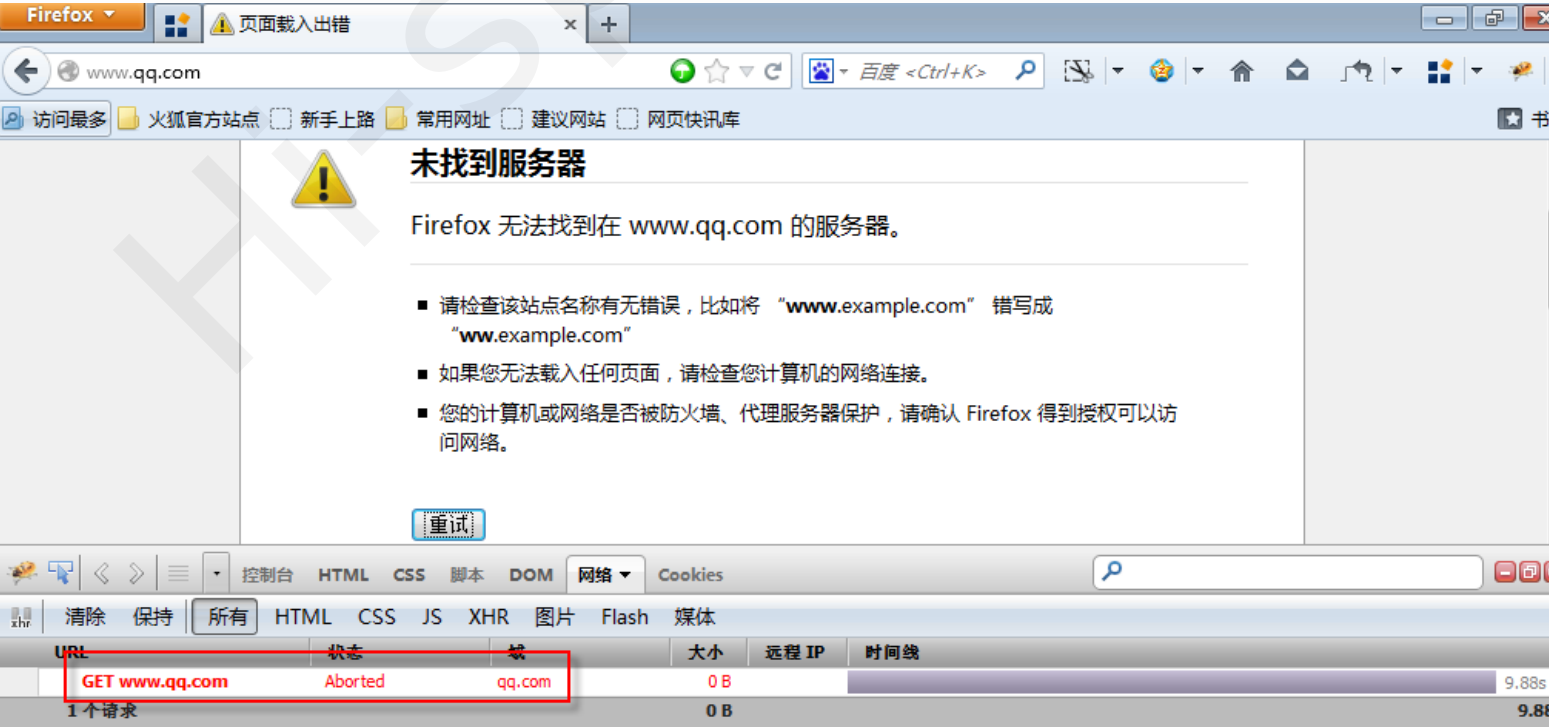 Firefox
页面载入出错
www.qq.com
百度 <Ctrl+K>
访问最多 火狐官方站点 新手上路 常用网址 建议网站 网页快讯库 书
未找到服务器
Firefox 无法找到在 www.qq.com 的服务器。
请检查该站点名称有无错误，比如将 “www.example.com” 错写成
“ww.example.com”
如果您无法载入任何页面，请检查您计算机的网络连接。
您的计算机或网络是否被防火墙、代理服务器保护，请确认 Firefox 得到授权可以访
问网络。
重试
控制台 HTML CSS 脚本 DOM 网络 Cookies
xhr 清除 保持 所有 HTML CSS JS XHR 图片 Flash 媒体
URL 状态 域 大小 远程 IP 时间线
GET www.qq.com Aborted qq.com 0 B 9.88s
1 个请求 0 B 9.88